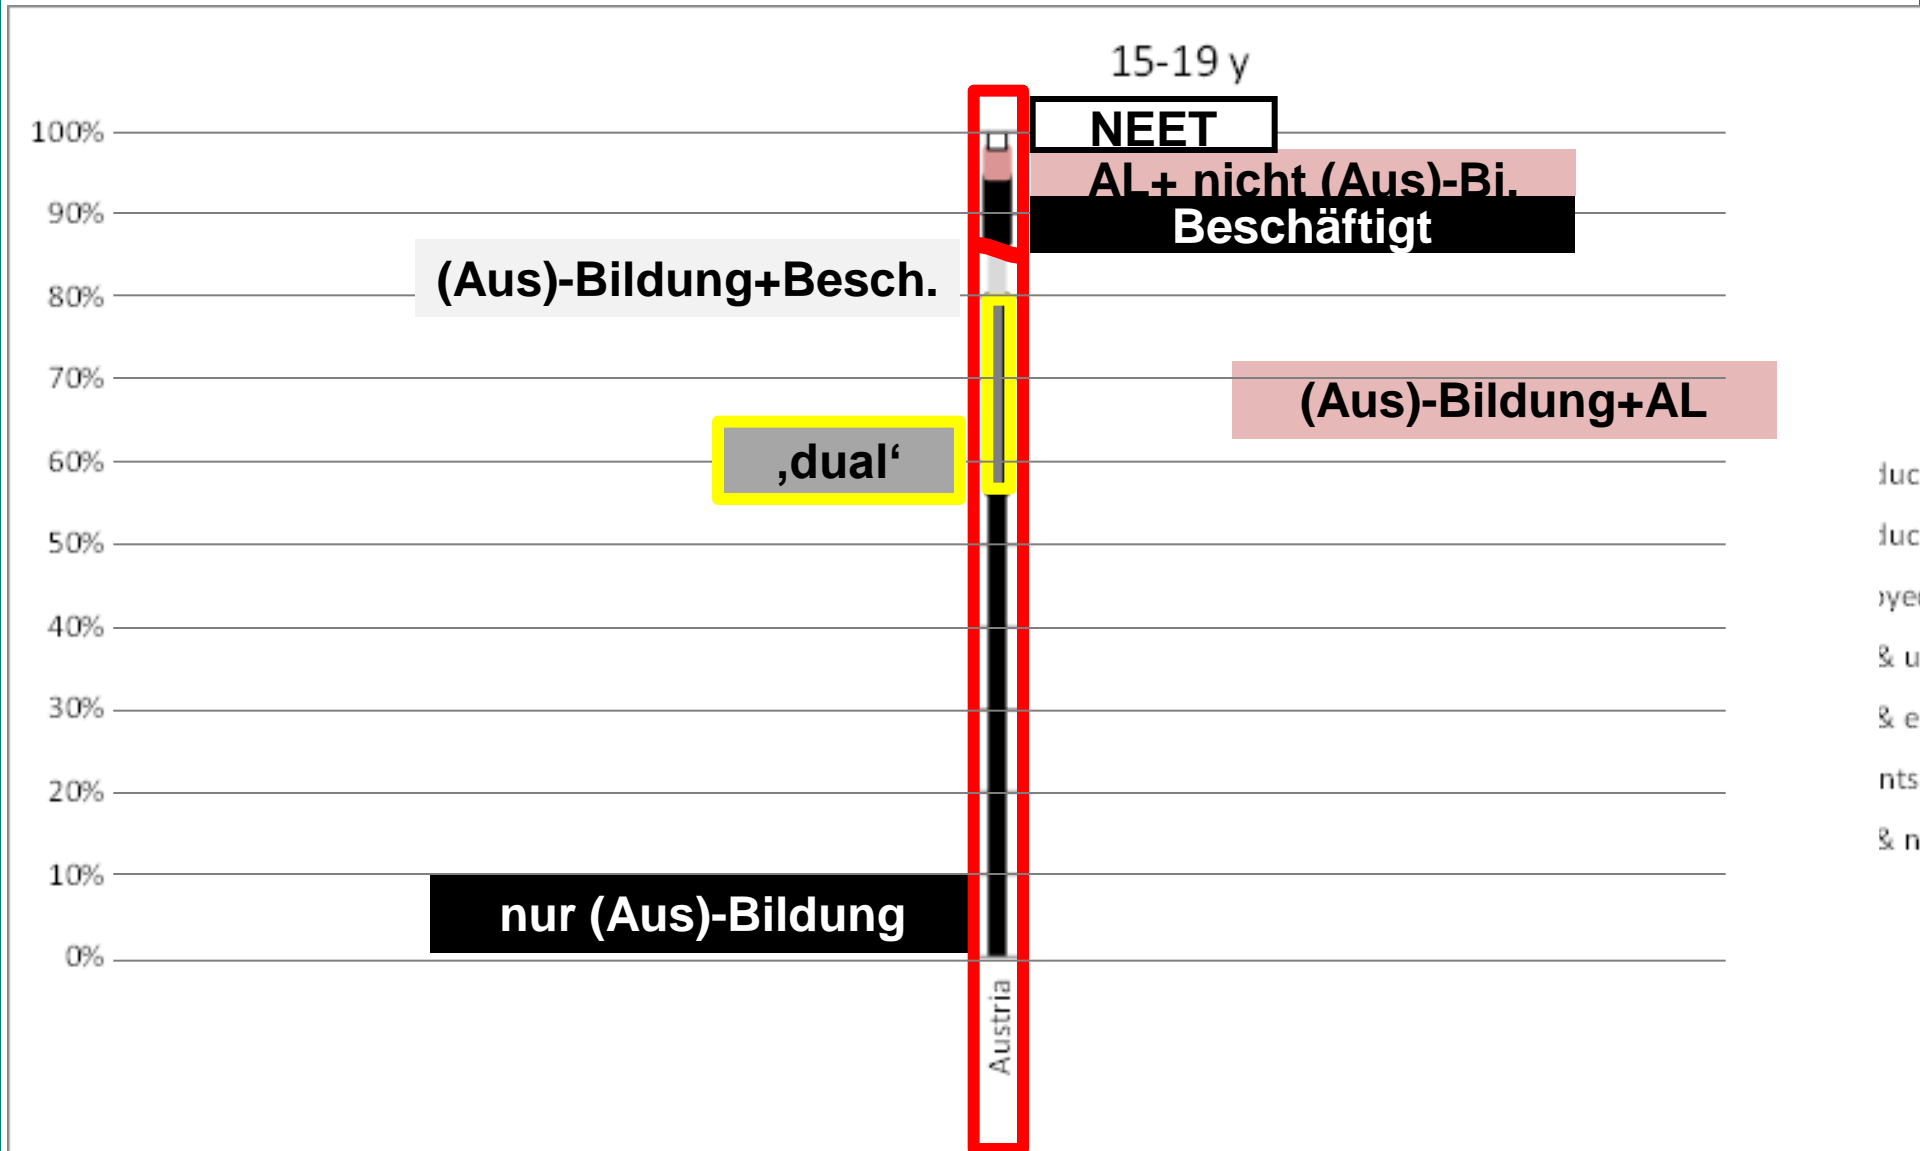 15-19 y
NEET
100%
AL+ nicht (Aus)-Bi.
90%
Beschäftigt
(Aus)-Bildung+Besch.
80%
70%
(Aus)-Bildung+AL
‚dual‘
60%
50%
40%
30%
& u
& e
20%
nts
& n
10%
nur (Aus)-Bildung
0%
Austria